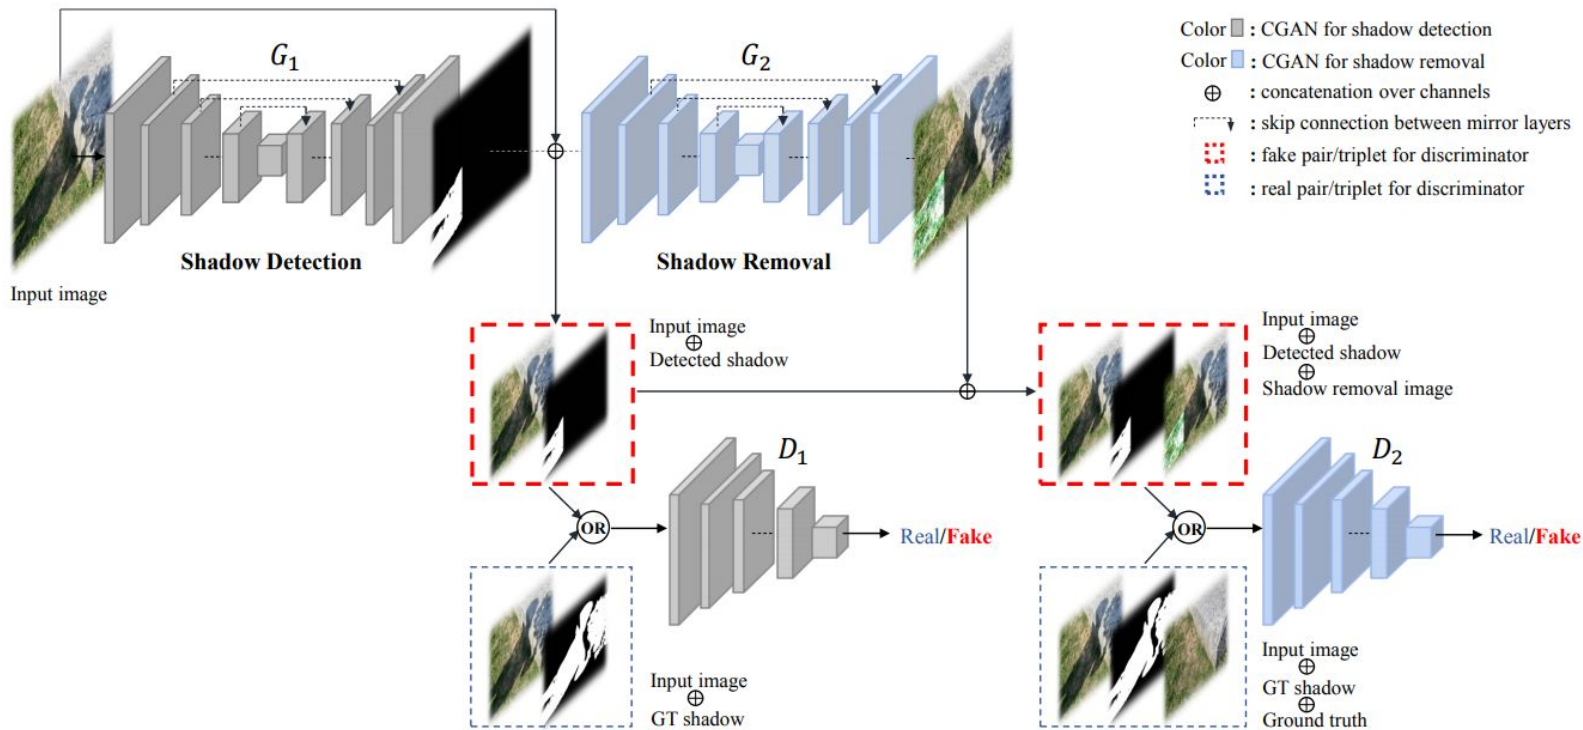 G₁
Shadow Detection
Input image
G₂
Shadow Removal
Color : CGAN for shadow detection
Color : CGAN for shadow removal
⊕ : concatenation over channels
: skip connection between mirror layers
: fake pair/triplet for discriminator
: real pair/triplet for discriminator
⊕
Input image
⊕
Detected shadow
⊕
Input image
⊕
Detected shadow
⊕
Shadow removal image
D₁
OR
Real/Fake
Input image
⊕
GT shadow
D₂
OR
Real/Fake
Input image
⊕
GT shadow
⊕
Ground truth